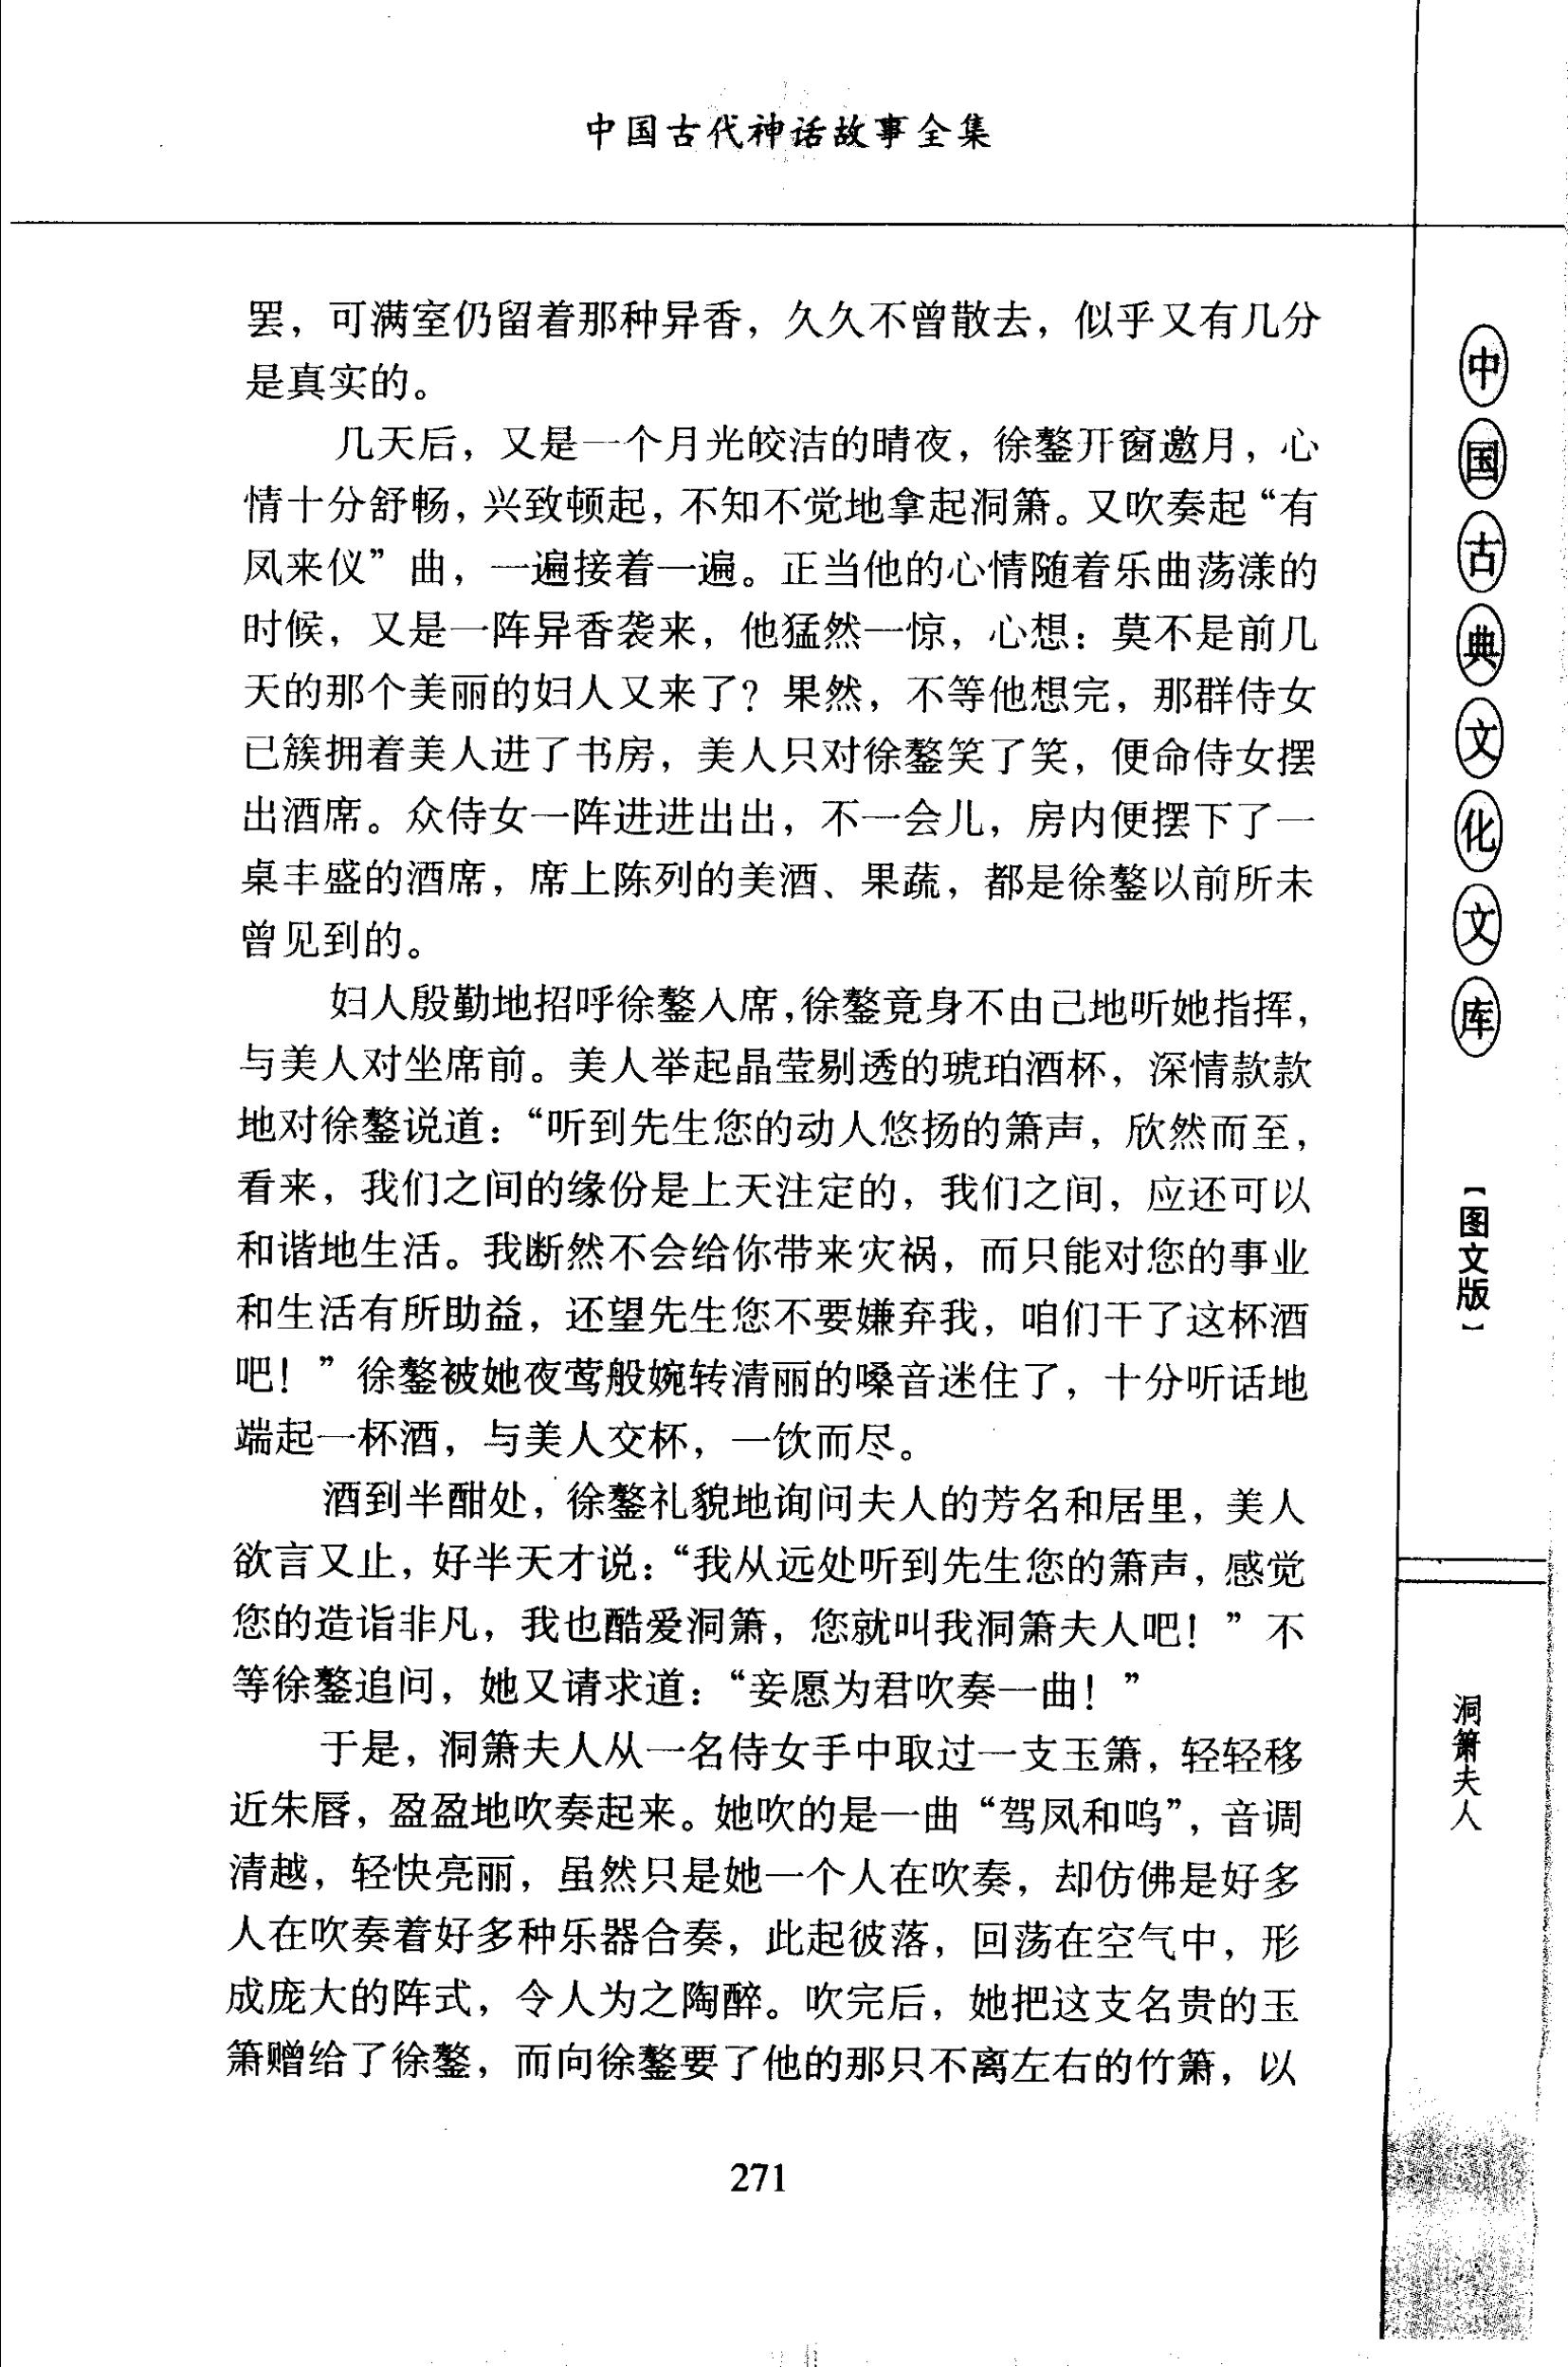 中国古代神话故事全集
罢，可满室仍留着那种异香，久久不曾散去，似乎又有几分
是真实的。
几天后，又是一个月光皎洁的晴夜，徐鏊开窗邀月，心
情十分舒畅，兴致顿起，不知不觉地拿起洞箫。又吹奏起“有
凤来仪”曲，一遍接着一遍。正当他的心情随着乐曲荡漾的
时候，又是一阵异香袭来，他猛然一惊，心想：莫不是前几
天的那个美丽的妇人又来了？果然，不等他想完，那群侍女
已簇拥着美人进了书房，美人只对徐鏊笑了笑，便命侍女摆
出酒席。众侍女一阵进进出出，不一会儿，房内便摆下了一
桌丰盛的酒席，席上陈列的美酒、果蔬，都是徐鏊以前所未
曾见到的。
妇人殷勤地招呼徐鏊入席，徐鏊竟身不由己地听她指挥，
与美人对坐席前。美人举起晶莹剔透的琥珀酒杯，深情款款
地对徐鏊说道：“听到先生您的动人悠扬的箫声，欣然而至，
看来，我们之间的缘份是上天注定的，我们之间，应还可以
和谐地生活。我断然不会给你带来灾祸，而只能对您的事业
和生活有所助益，还望先生您不要嫌弃我，咱们干了这杯酒
吧！”徐鏊被她夜莺般婉转清丽的嗓音迷住了，十分听话地
端起一杯酒，与美人交杯，一饮而尽。
酒到半酣处，徐鏊礼貌地询问夫人的芳名和居里，美人
欲言又止，好半天才说：“我从远处听到先生您的箫声，感觉
您的造诣非凡，我也酷爱洞箫，您就叫我洞箫夫人吧！”不
等徐鏊追问，她又请求道：“妾愿为君吹奏一曲！”
于是，洞箫夫人从一名侍女手中取过一支玉箫，轻轻移
近朱唇，盈盈地吹奏起来。她吹的是一曲“驾凤和呜”，音调
清越，轻快亮丽，虽然只是她一个人在吹奏，却仿佛是好多
人在吹奏着好多种乐器合奏，此起彼落，回荡在空气中，形
成庞大的阵式，令人为之陶醉。吹完后，她把这支名贵的玉
箫赠给了徐鏊，而向徐鏊要了他的那只不离左右的竹箫，以
271
中国古典文化文库
【图文版】
洞箫夫人